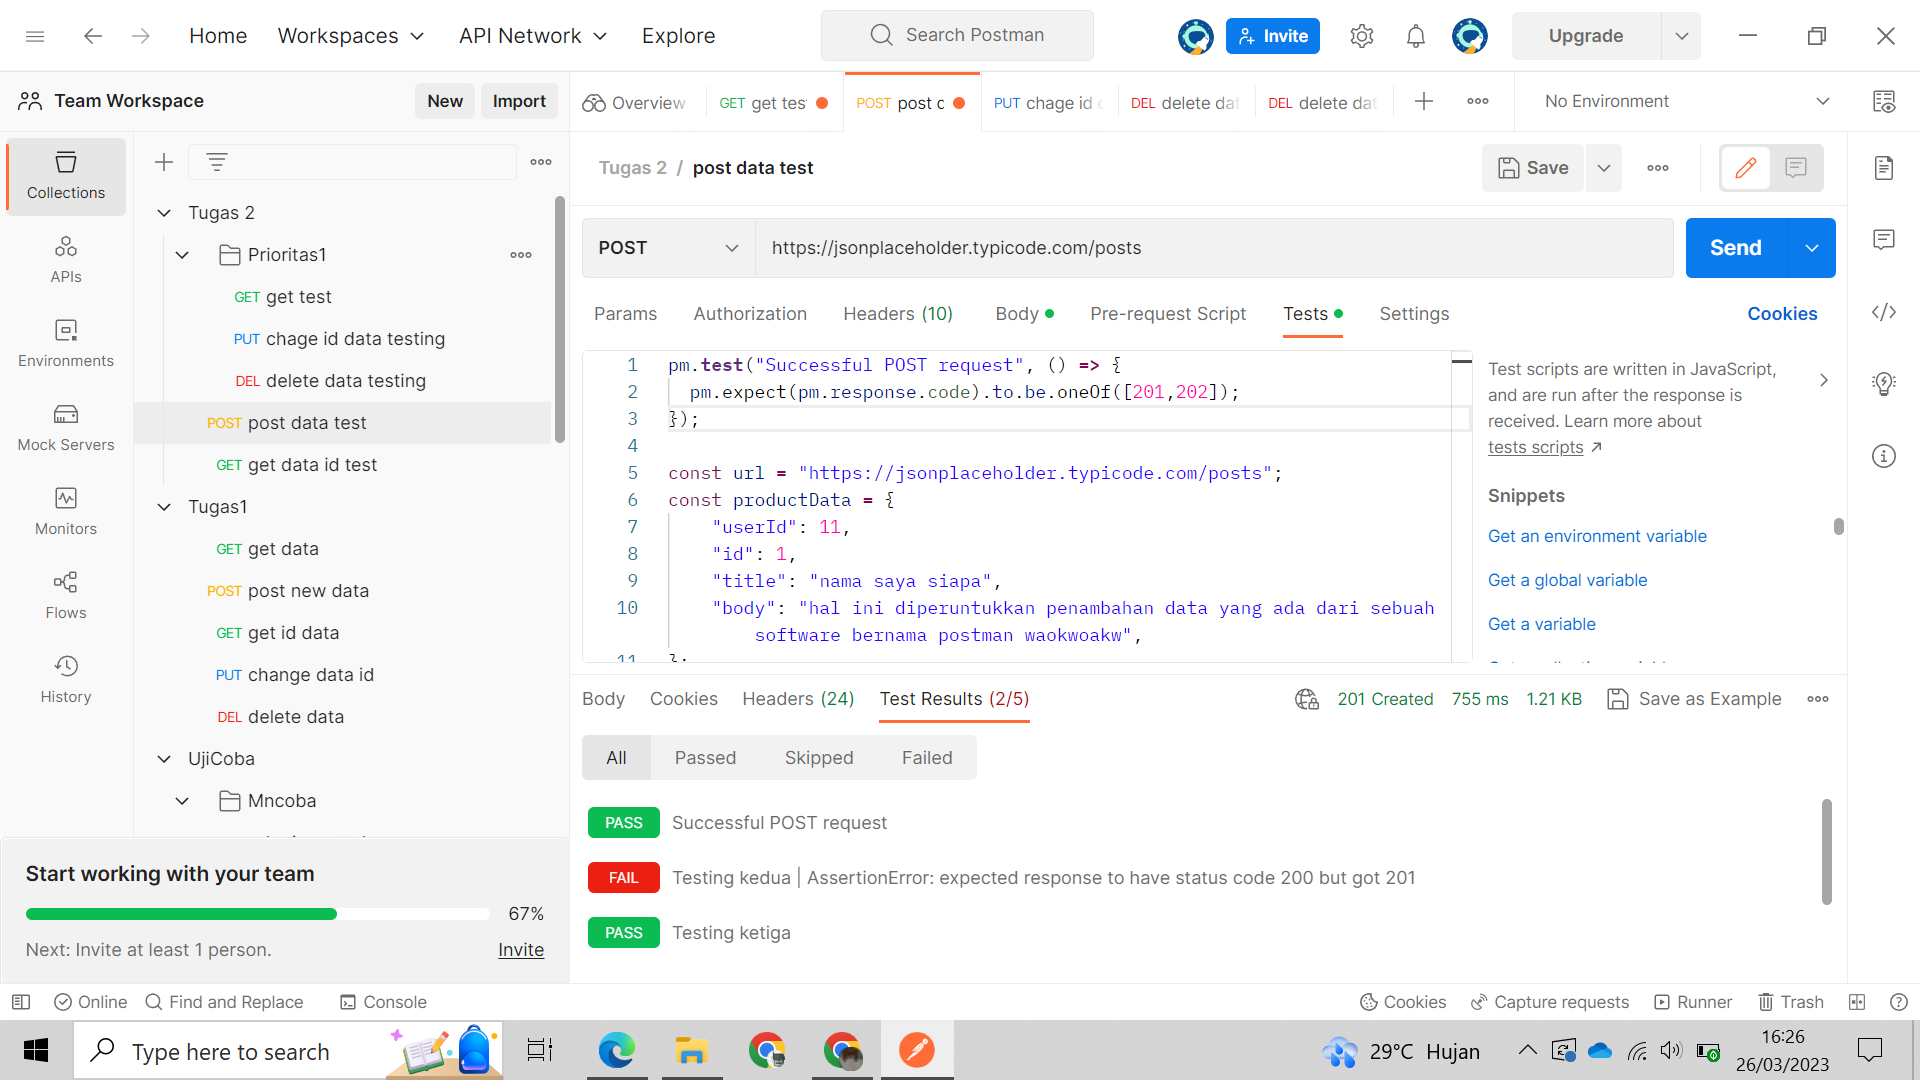 Home
Workspaces
API Network
Explore
Search Postman
Invite
Upgrade
Team Workspace
New
Import
Overview
GET get tes
POST post d
PUT chage id
DEL delete dat
DEL delete dat
No Environment
Collections
APIs
Environments
Mock Servers
Monitors
Flows
History
Tugas 2
Prioritas1
GET get test
PUT chage id data testing
DEL delete data testing
POST post data test
GET get data id test
Tugas1
GET get data
POST post new data
GET get id data
PUT change data id
DEL delete data
UjiCoba
Mncoba
Start working with your team
67%
Next: Invite at least 1 person.
Invite
Tugas 2 / post data test
Save
POST
https://jsonplaceholder.typicode.com/posts
Send
Params
Authorization
Headers (10)
Body
Pre-request Script
Tests
Settings
Cookies
1 pm.test("Successful POST request", () => {
2 pm.expect(pm.response.code).to.be.oneOf([201,202]);
3 });
4
5 const url = "https://jsonplaceholder.typicode.com/posts";
6 const productData = {
7 "userId": 11,
8 "id": 1,
9 "title": "nama saya siapa",
10 "body": "hal ini diperuntukkan penambahan data yang ada dari sebuah
software bernama postman waokwoakw",
11 };
Test scripts are written in JavaScript,
and are run after the response is
received. Learn more about
tests scripts ↗
Snippets
Get an environment variable
Get a global variable
Get a variable
Body
Cookies
Headers (24)
Test Results (2/5)
201 Created
755 ms
1.21 KB
Save as Example
All
Passed
Skipped
Failed
PASS Successful POST request
FAIL Testing kedua | AssertionError: expected response to have status code 200 but got 201
PASS Testing ketiga
Online
Find and Replace
Console
Cookies
Capture requests
Runner
Trash
Type here to search
29°C Hujan
16:26
26/03/2023